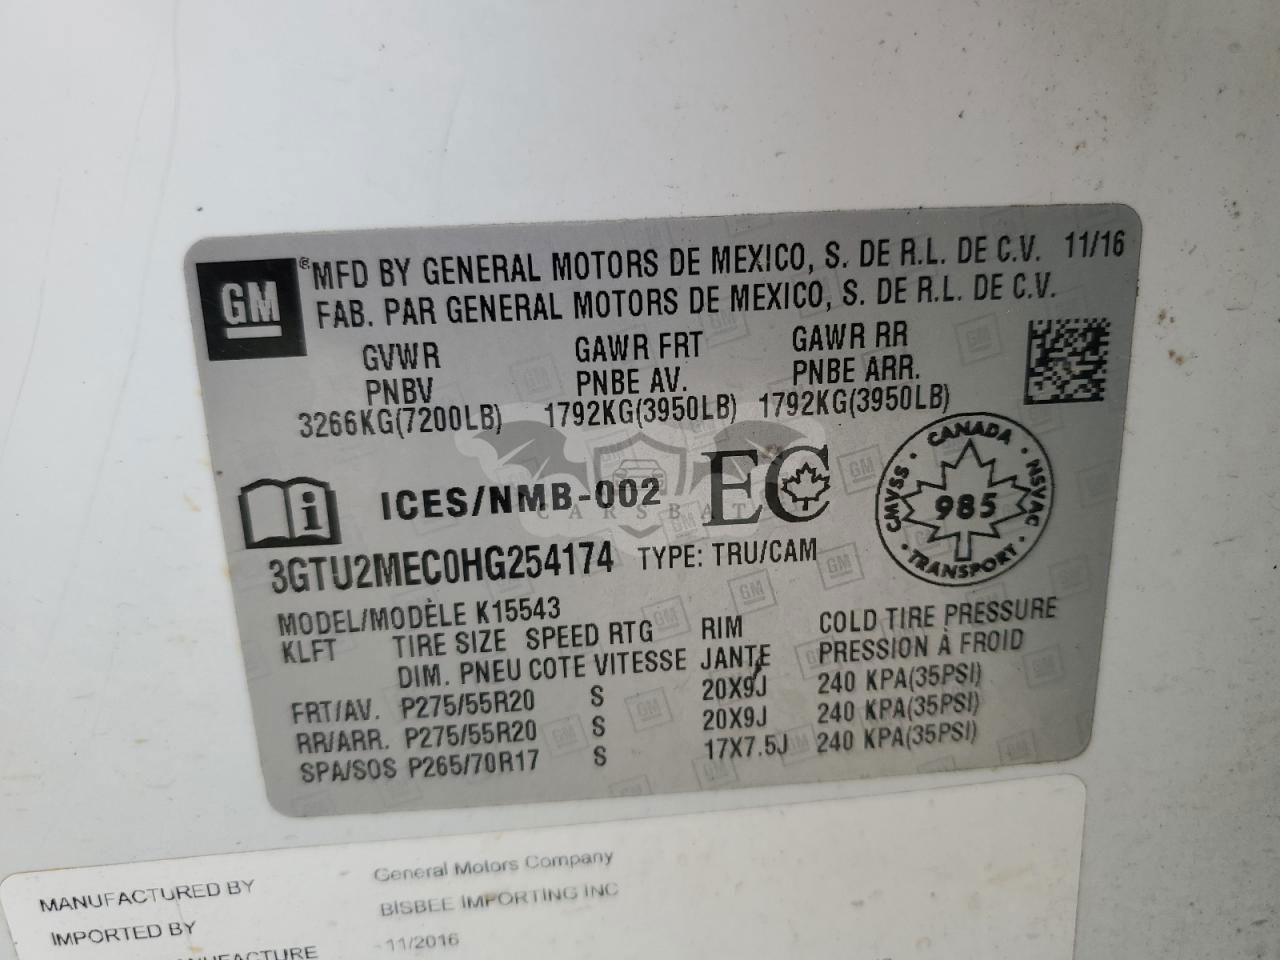 GM
® MFD BY GENERAL MOTORS DE MEXICO, S. DE R.L. DE C.V. 11/16
FAB. PAR GENERAL MOTORS DE MEXICO, S. DE R.L. DE C.V.
GVWR GAWR FRT GAWR RR
PNBV PNBE AV. PNBE ARR.
3266KG(7200LB) 1792KG(3950LB) 1792KG(3950LB)
i ICES/NMB-002 EC
CANADA
CMVSS 985 NSVAC
TRANSPORT
CARSBAT
3GTU2MEC0HG254174 TYPE: TRU/CAM
MODEL/MODÈLE K15543
KLFT TIRE SIZE SPEED RTG RIM COLD TIRE PRESSURE
DIM. PNEU COTE VITESSE JANTE PRESSION À FROID
FRT/AV. P275/55R20 S 20X9J 240 KPA(35PSI)
RR/ARR. P275/55R20 S 20X9J 240 KPA(35PSI)
SPA/SOS P265/70R17 S 17X7.5J 240 KPA(35PSI)
MANUFACTURED BY General Motors Company
IMPORTED BY BISBEE IMPORTING INC
11/2016